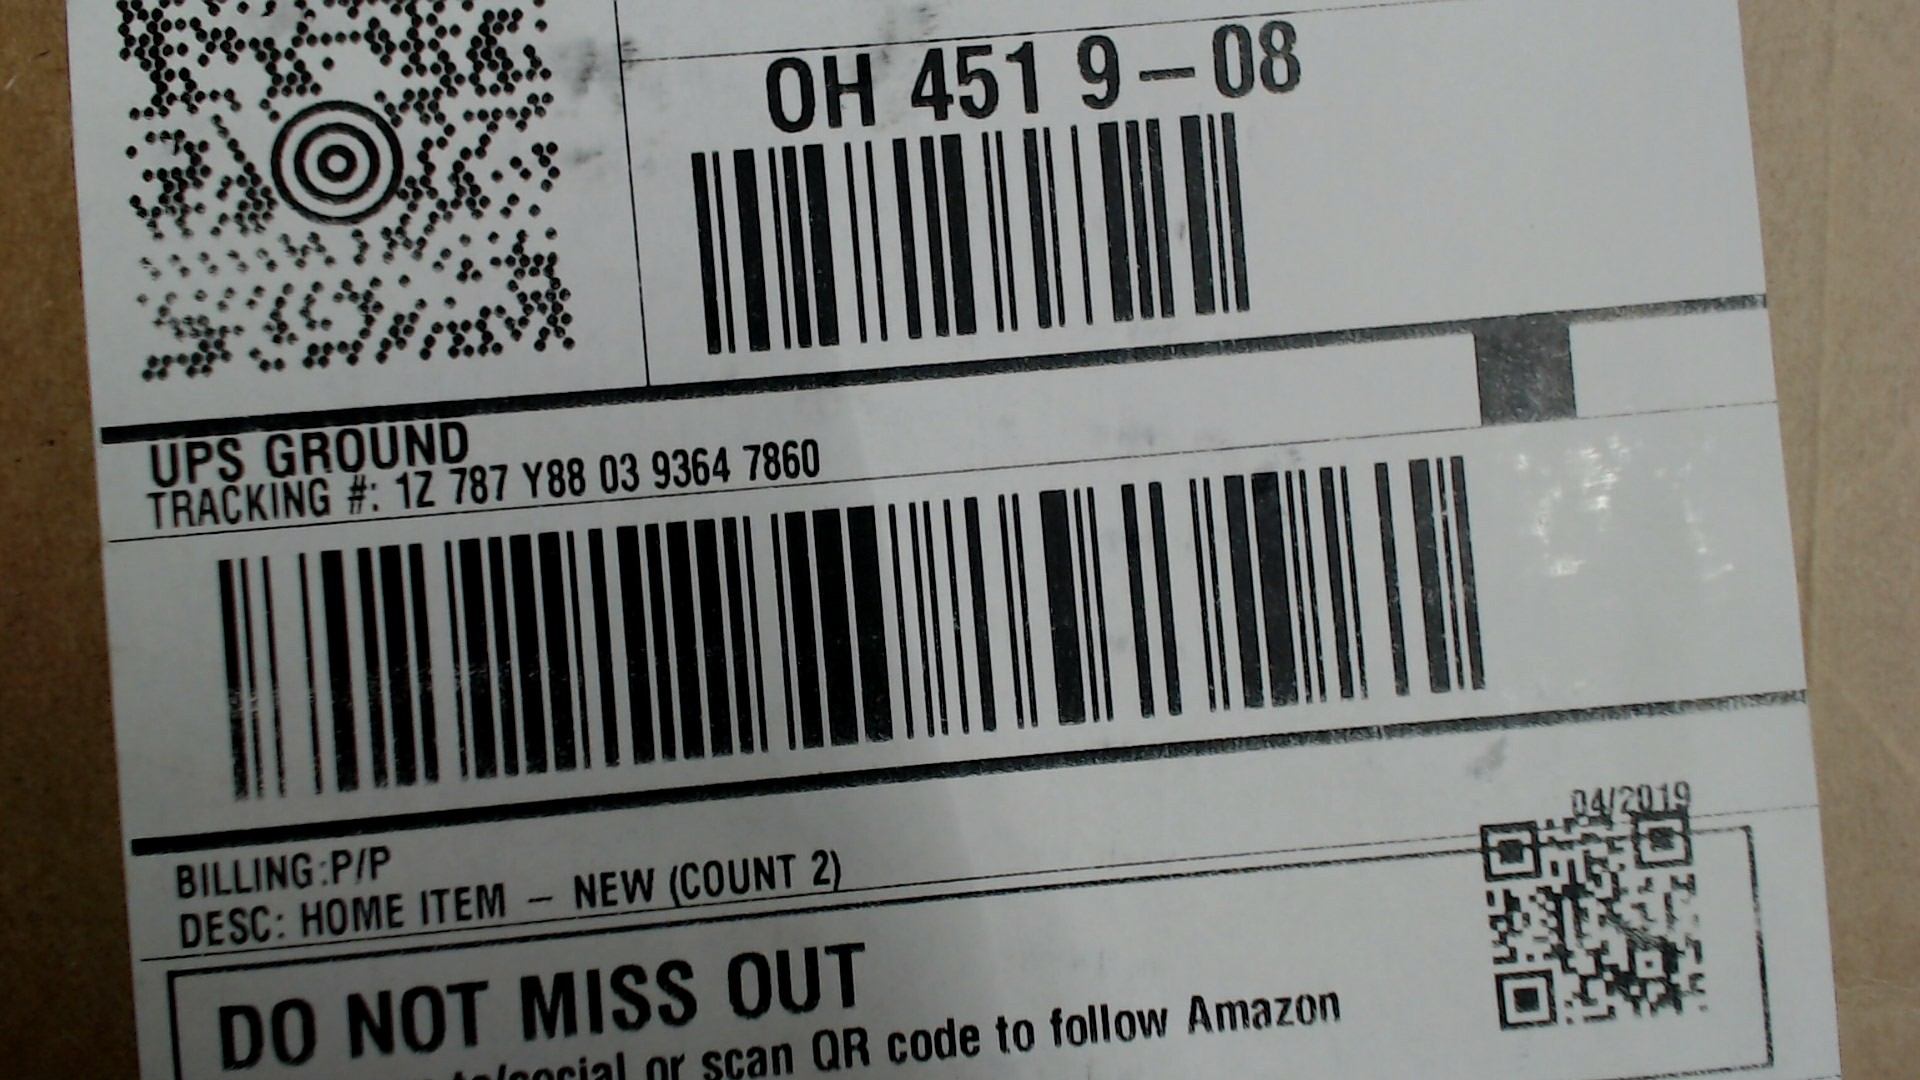 OH 451 9-08
UPS GROUND
TRACKING #: 1Z 787 Y88 03 9364 7860
BILLING:P/P
DESC: HOME ITEM - NEW (COUNT 2)
04/2019
DO NOT MISS OUT
or scan QR code to follow Amazon